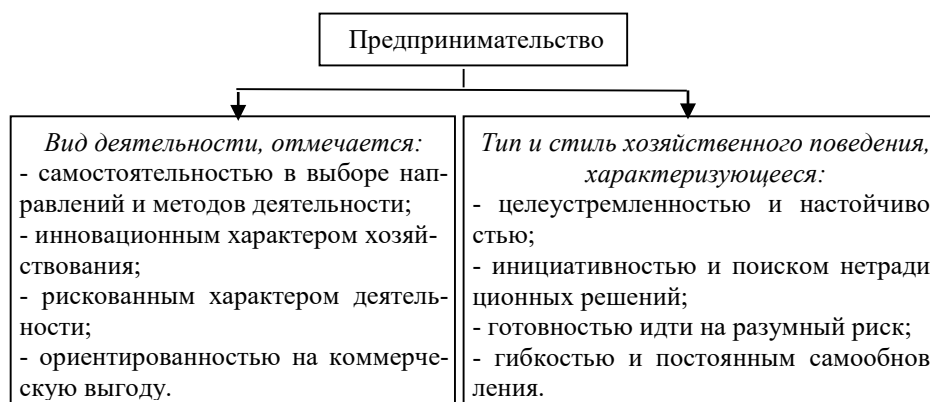 Предпринимательство
Вид деятельности, отмечается:
- самостоятельностью в выборе нап-
равлений и методов деятельности;
- инновационным характером хозяй-
ствования;
- рискованным характером деятель-
ности;
- ориентированностью на коммерче-
скую выгоду.
Тип и стиль хозяйственного поведения,
характеризующееся:
- целеустремленностью и настойчиво
стью;
- инициативностью и поиском нетради
ционных решений;
- готовностью идти на разумный риск;
- гибкостью и постоянным самообнов
ления.